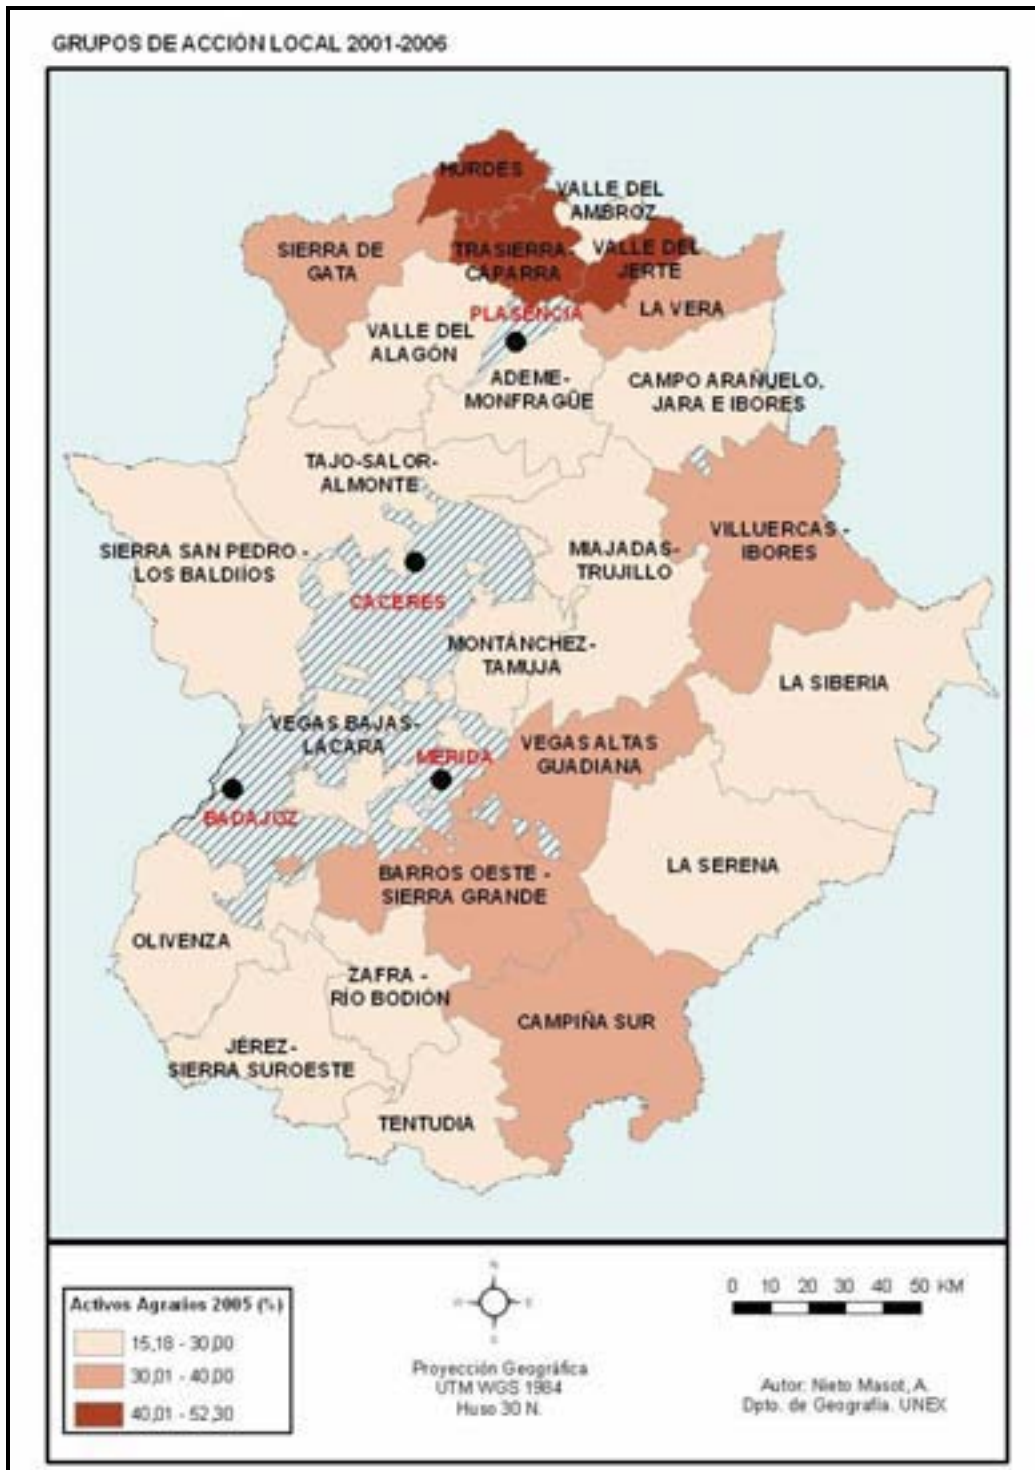 GRUPOS DE ACCIÓN LOCAL 2001-2006
HURDES
VALLE DEL
AMBROZ
SIERRA DE
GATA
TRASIERRA-
CAPARRA
VALLE DEL
JERTE
LA VERA
PLASENCIA
VALLE DEL
ALAGÓN
ADEME-
MONFRAGÜE
CAMPO ARAÑUELO,
JARA E IBORES
TAJO-SALOR-
ALMONTE
VILLUERCAS -
IBORES
SIERRA SAN PEDRO -
LOS BALDIIOS
MIAJADAS-
TRUJILLO
CACERES
MONTÁNCHEZ-
TAMUJA
LA SIBERIA
VEGAS BAJAS-
LACARA
VEGAS ALTAS
GUADIANA
MERIDA
BADAJOZ
LA SERENA
BARROS OESTE -
SIERRA GRANDE
OLIVENZA
ZAFRA -
RÍO BODIÓN
CAMPIÑA SUR
JÉREZ-
SIERRA SUROESTE
TENTUDIA
Activos Agrarios 2005 (%)
15,18 - 30,00
30,01 - 40,00
40,01 - 52,30
N
W E
S
Proyección Geográfica
UTM WGS 1984
Huso 30 N.
0 10 20 30 40 50 KM
Autor: Nieto Masot, A.
Dpto. de Geografía. UNEX